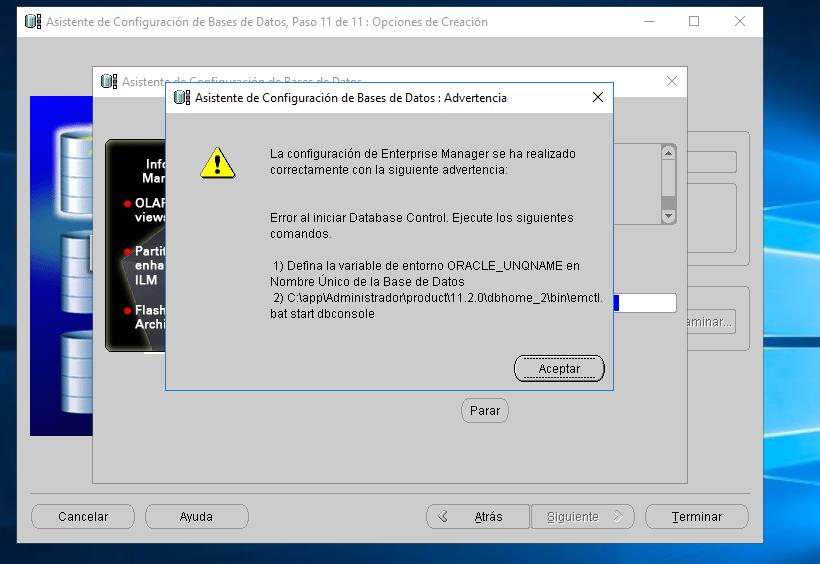 Asistente de Configuración de Bases de Datos, Paso 11 de 11 : Opciones de Creación
Asistente de Configuración de Bases de Datos
Asistente de Configuración de Bases de Datos : Advertencia
La configuración de Enterprise Manager se ha realizado
correctamente con la siguiente advertencia:
Error al iniciar Database Control. Ejecute los siguientes
comandos.
1) Defina la variable de entorno ORACLE_UNQNAME en
Nombre Único de la Base de Datos
2) C:\app\Administrador\product\11.2.0\dbhome_2\bin\emctl.
bat start dbconsole
Aceptar
OLAP
views
Partit
enha
ILM
Flash
Archi
aminar...
Parar
Cancelar
Ayuda
Atrás
Siguiente
Terminar